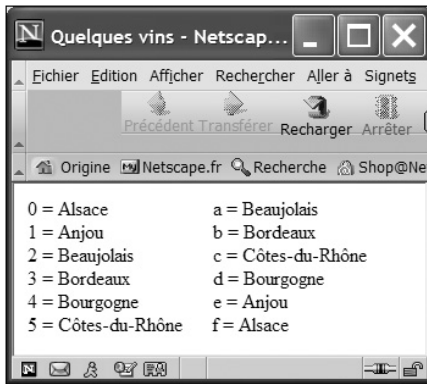 Quelques vins - Netscap...
Fichier Edition Afficher Rechercher Aller à Signets
Précédent Transférer Recharger Arrêter
Origine Netscape.fr Recherche Shop@Ne
0 = Alsace a = Beaujolais
1 = Anjou b = Bordeaux
2 = Beaujolais c = Côtes-du-Rhône
3 = Bordeaux d = Bourgogne
4 = Bourgogne e = Anjou
5 = Côtes-du-Rhône f = Alsace